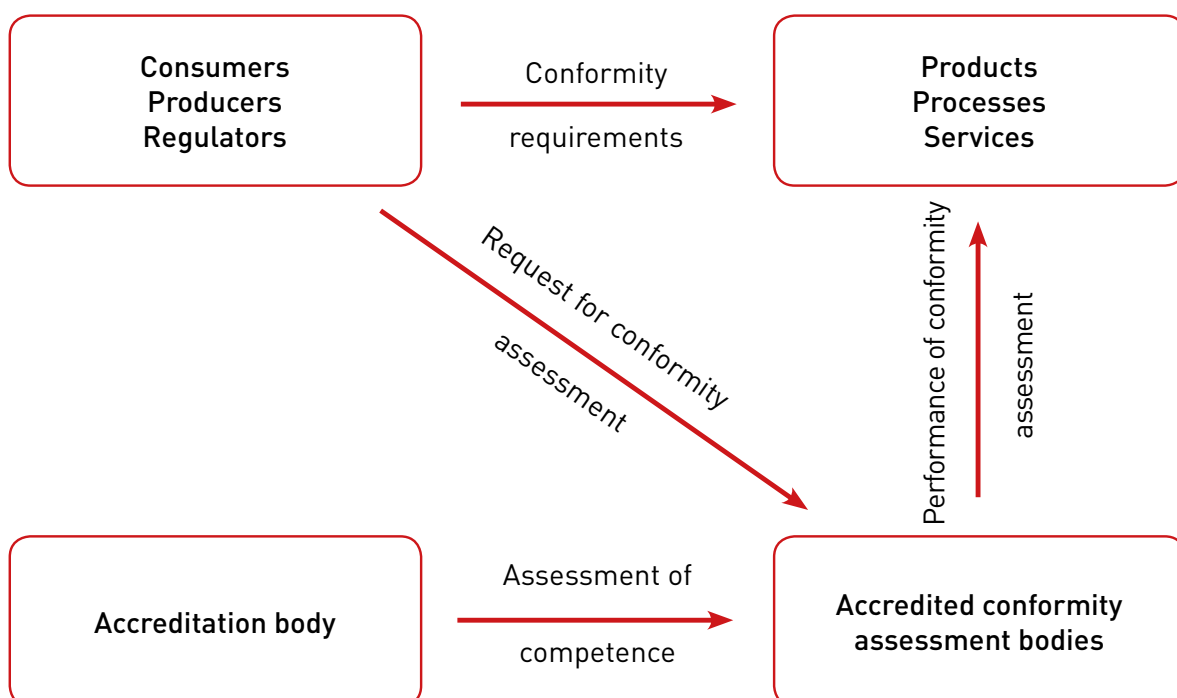 Consumers
Producers
Regulators
Conformity
requirements
Products
Processes
Services
Request for conformity
assessment
Performance of conformity
assessment
Accreditation body
Assessment of
competence
Accredited conformity
assessment bodies